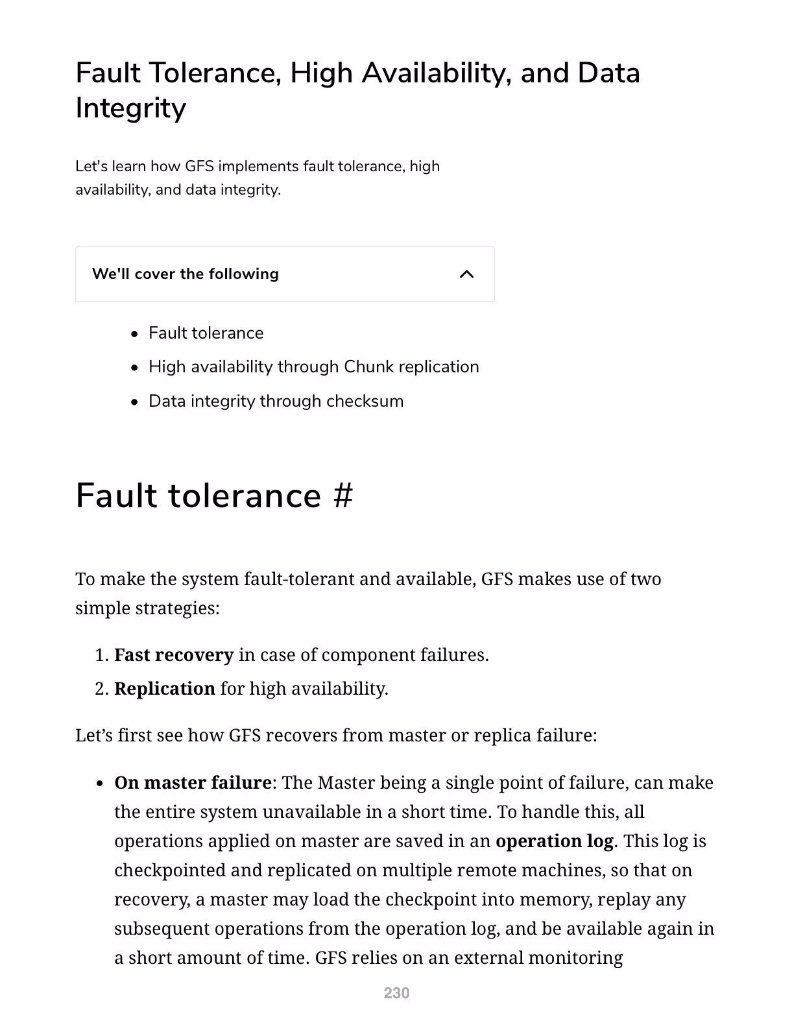 Fault Tolerance, High Availability, and Data
Integrity
Let's learn how GFS implements fault tolerance, high
availability, and data integrity.
We'll cover the following
• Fault tolerance
• High availability through Chunk replication
• Data integrity through checksum
Fault tolerance #
To make the system fault-tolerant and available, GFS makes use of two
simple strategies:
1. Fast recovery in case of component failures.
2. Replication for high availability.
Let’s first see how GFS recovers from master or replica failure:
• On master failure: The Master being a single point of failure, can make
the entire system unavailable in a short time. To handle this, all
operations applied on master are saved in an operation log. This log is
checkpointed and replicated on multiple remote machines, so that on
recovery, a master may load the checkpoint into memory, replay any
subsequent operations from the operation log, and be available again in
a short amount of time. GFS relies on an external monitoring
230